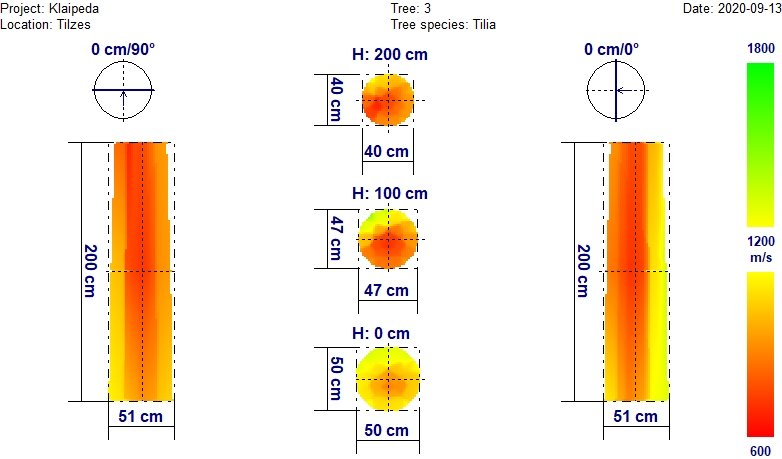 Project: Klaipeda
Tree: 3
Date: 2020-09-13
Location: Tilzes
Tree species: Tilia
0 cm/90°
H: 200 cm
0 cm/0°
1800
40 cm
40 cm
H: 100 cm
47 cm
47 cm
200 cm
200 cm
1200
m/s
H: 0 cm
50 cm
51 cm
50 cm
51 cm
600